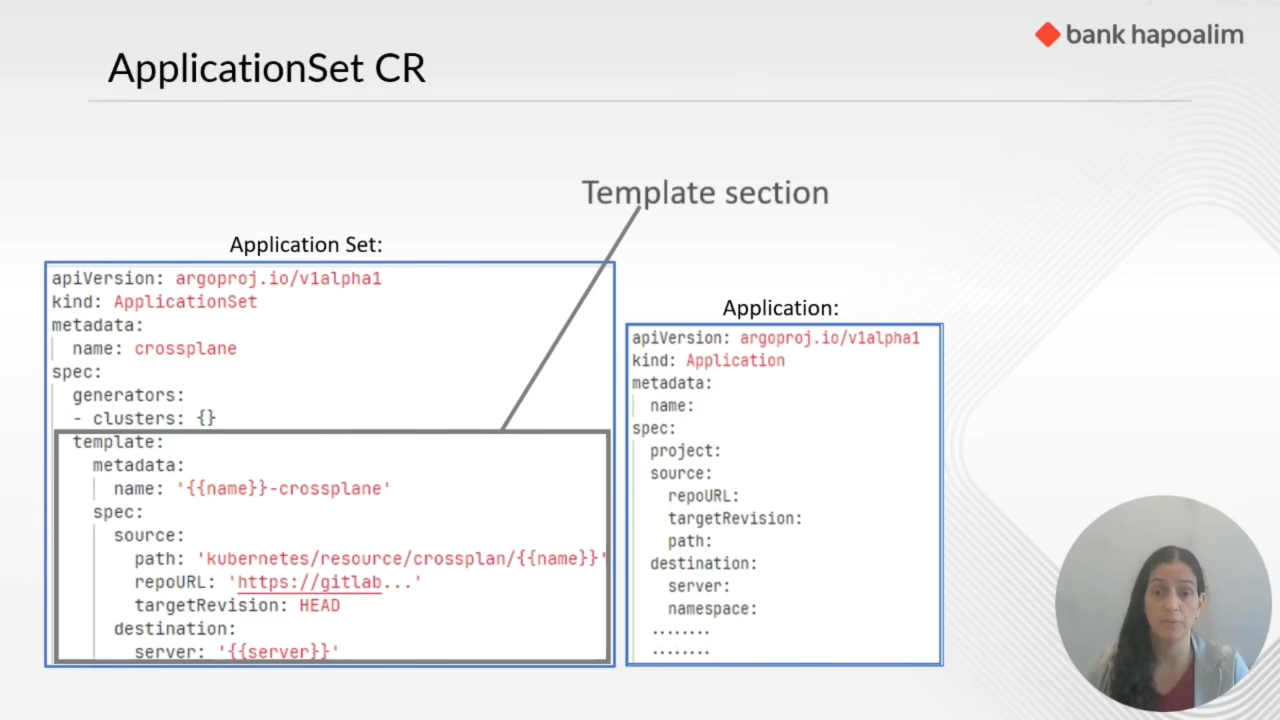 bank hapoalim
ApplicationSet CR
Template section
Application Set:
apiVersion: argoproj.io/v1alpha1
kind: ApplicationSet
metadata:
name: crossplane
spec:
generators:
- clusters: {}
template:
metadata:
name: '{{name}}-crossplane'
spec:
source:
path: 'kubernetes/resource/crossplan/{{name}}'
repoURL: 'https://gitlab...'
targetRevision: HEAD
destination:
server: '{{server}}'
Application:
apiVersion: argoproj.io/v1alpha1
kind: Application
metadata:
name:
spec:
project:
source:
repoURL:
targetRevision:
path:
destination:
server:
namespace:
........
........